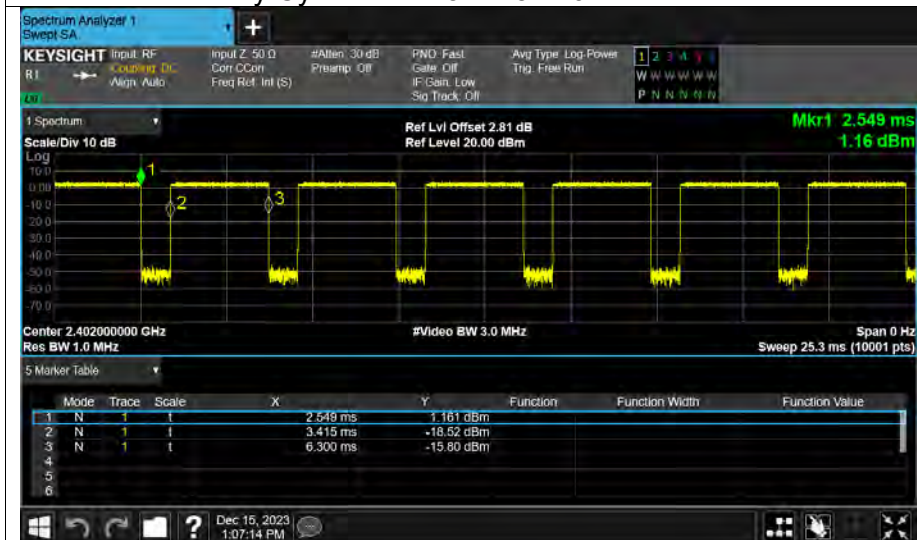 Spectrum Analyzer 1
Swept SA
+
KEYSIGHT Input: RF Input Z: 50 Ω #Atten: 30 dB PNO: Fast Avg Type: Log-Power 1 2 3 4 5 6
R L Coupling: DC Corr CCorr Preamp: Off Gate: Off Trig: Free Run W W W W W W
Align: Auto Freq Ref: Int (S) IF Gain: Low
Sig Track: Off P N N N N N
1 Spectrum Ref Lvl Offset 2.81 dB Mkr1 2.549 ms
Scale/Div 10 dB Ref Level 20.00 dBm 1.16 dBm
Log
10.0
0.00
-10.0
-20.0
-30.0
-40.0
-50.0
-60.0
-70.0
1
2
3
Center 2.402000000 GHz #Video BW 3.0 MHz Span 0 Hz
Res BW 1.0 MHz Sweep 25.3 ms (10001 pts)
5 Marker Table
Mode Trace Scale X Y Function Function Width Function Value
1 N 1 t 2.549 ms 1.161 dBm
2 N 1 t 3.415 ms -18.52 dBm
3 N 1 t 6.300 ms -15.80 dBm
4
5
6
? Dec 15, 2023
1:07:14 PM